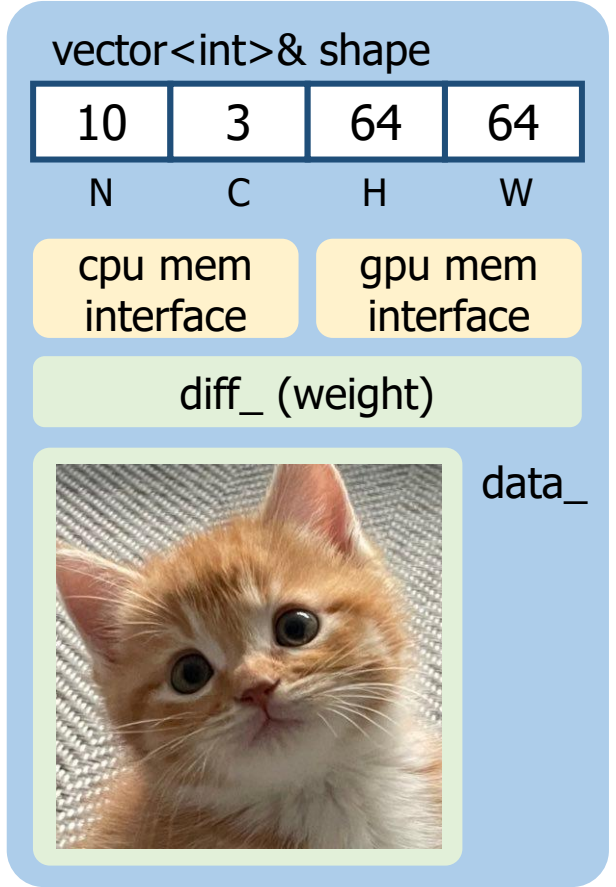 vector<int>& shape
10 3 64 64
N C H W
cpu mem
interface
gpu mem
interface
diff_ (weight)
data_